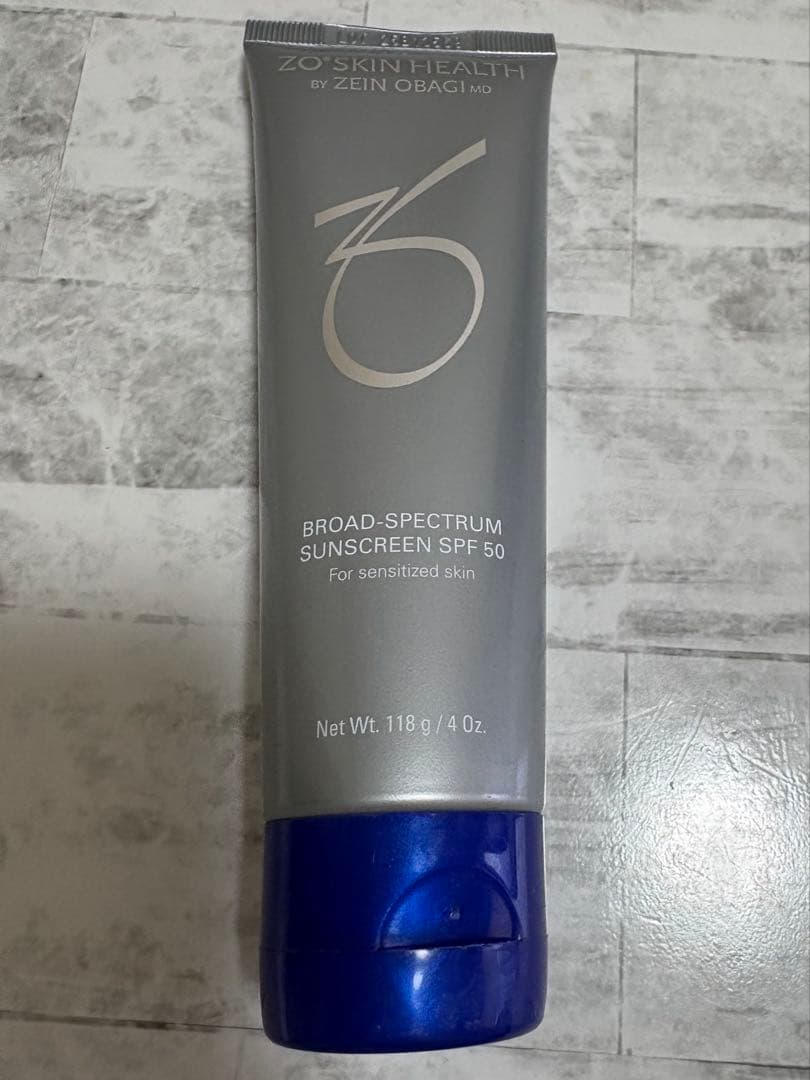 ZO® SKIN HEALTH
BY ZEIN OBAGI MD
BROAD-SPECTRUM
SUNSCREEN SPF 50
For sensitized skin
Net Wt. 118 g / 4 Oz.